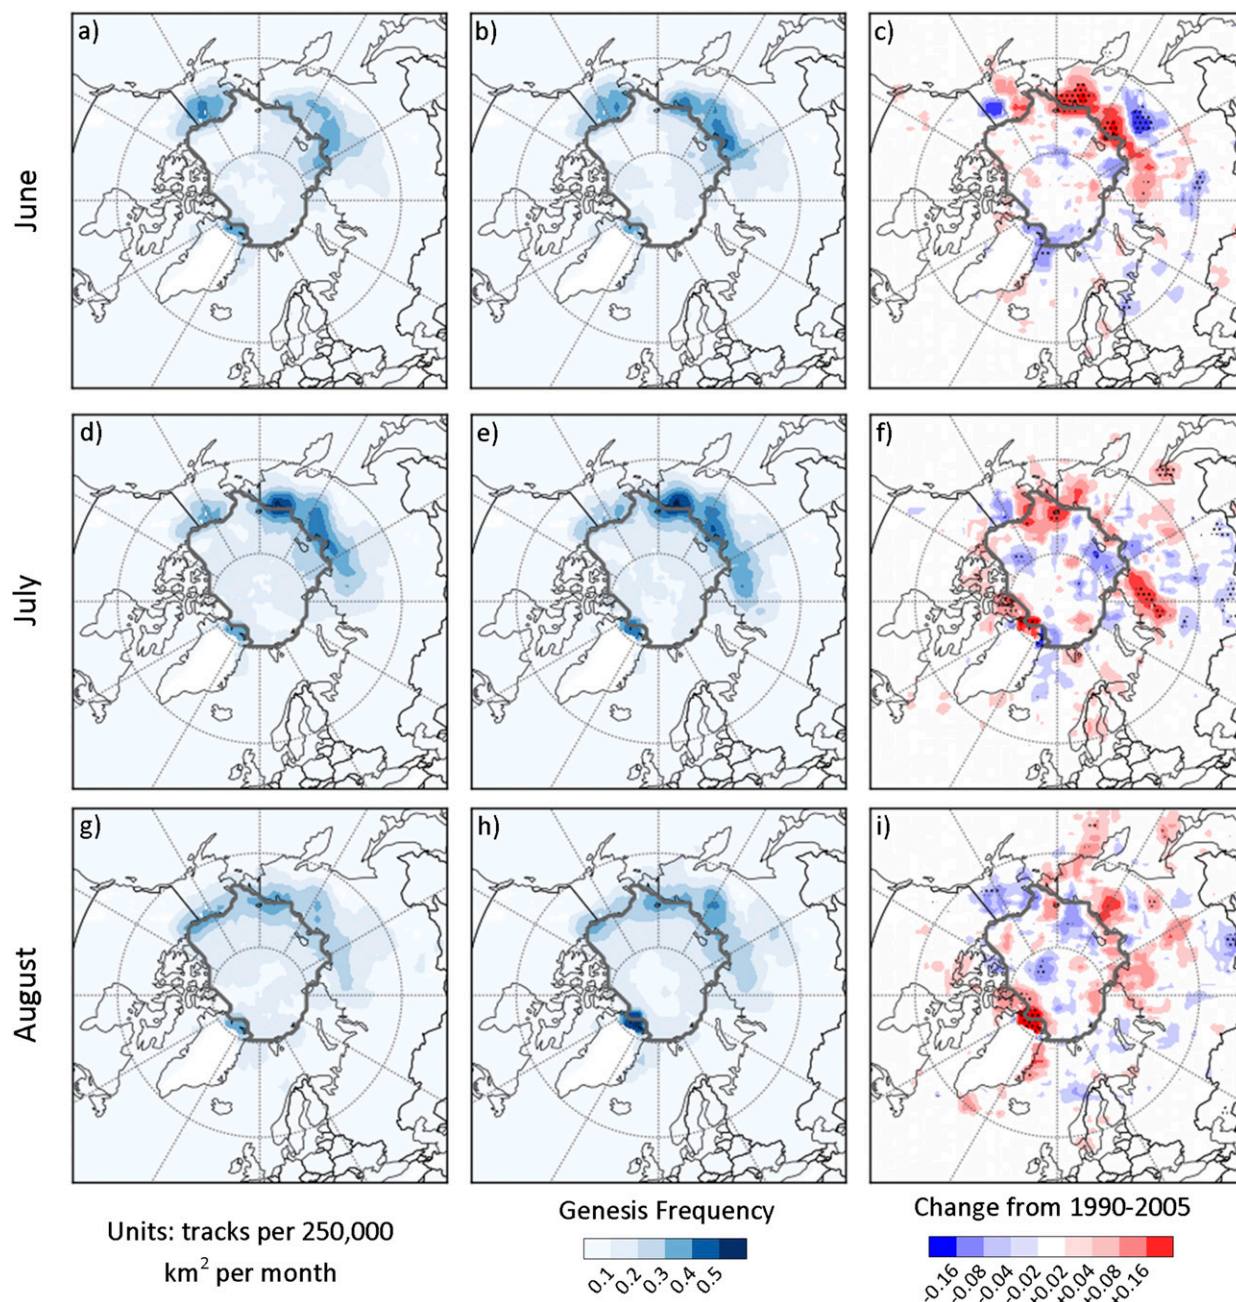 a)
b)
c)
June
d)
e)
f)
July
g)
h)
i)
August
Units: tracks per 250,000
km² per month
Genesis Frequency
0.1 0.2 0.3 0.4 0.5
Change from 1990-2005
-0.16 -0.08 -0.04 -0.02 +0.02 +0.04 +0.08 +0.16